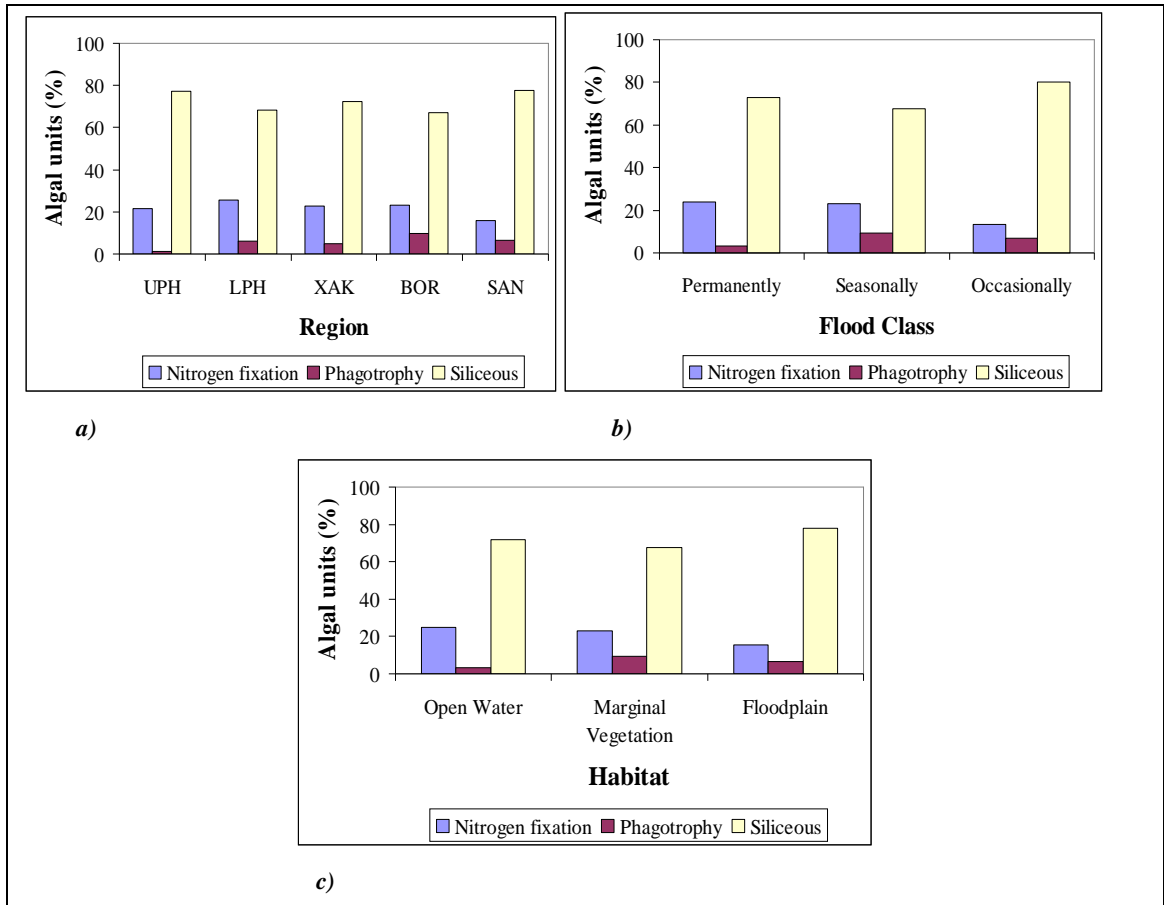 100
80
60
40
20
0
Algal units (%)
UPH LPH XAK BOR SAN
Region
Nitrogen fixation Phagotrophy Siliceous
a)
100
80
60
40
20
0
Algal units (%)
Permanently Seasonally Occasionally
Flood Class
Nitrogen fixation Phagotrophy Siliceous
b)
100
80
60
40
20
0
Algal units (%)
Open Water Marginal Floodplain
Vegetation
Habitat
Nitrogen fixation Phagotrophy Siliceous
c)